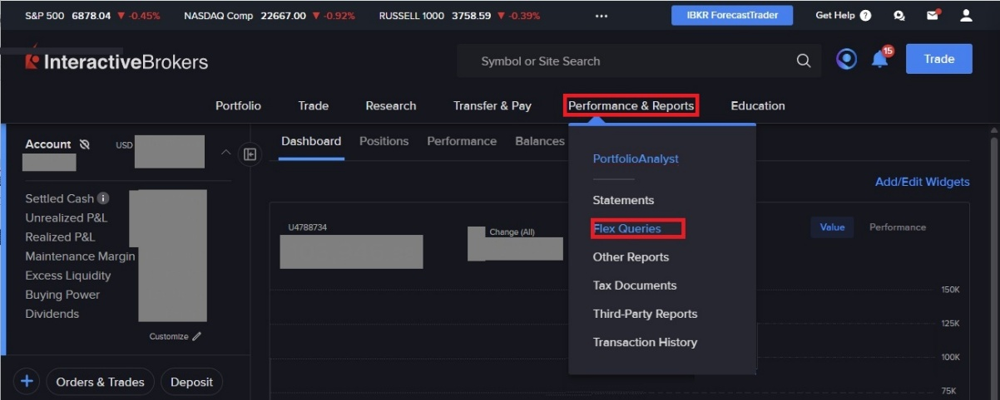 S&P 500 6878.04 ▼ -0.45% NASDAQ Comp 22667.00 ▼ -0.92% RUSSELL 1000 3758.59 ▼ -0.39% ••• IBKR ForecastTrader Get Help ?
InteractiveBrokers Symbol or Site Search 15 Trade
Portfolio Trade Research Transfer & Pay Performance & Reports Education
Account USD
Settled Cash i
Unrealized P&L
Realized P&L
Maintenance Margin
Excess Liquidity
Buying Power
Dividends
Customize
+ Orders & Trades Deposit
Dashboard Positions Performance Balances
PortfolioAnalyst
Statements
Flex Queries
Other Reports
Tax Documents
Third-Party Reports
Transaction History
Add/Edit Widgets
U4788734 Change (All) Value Performance
150K
125K
100K
75K